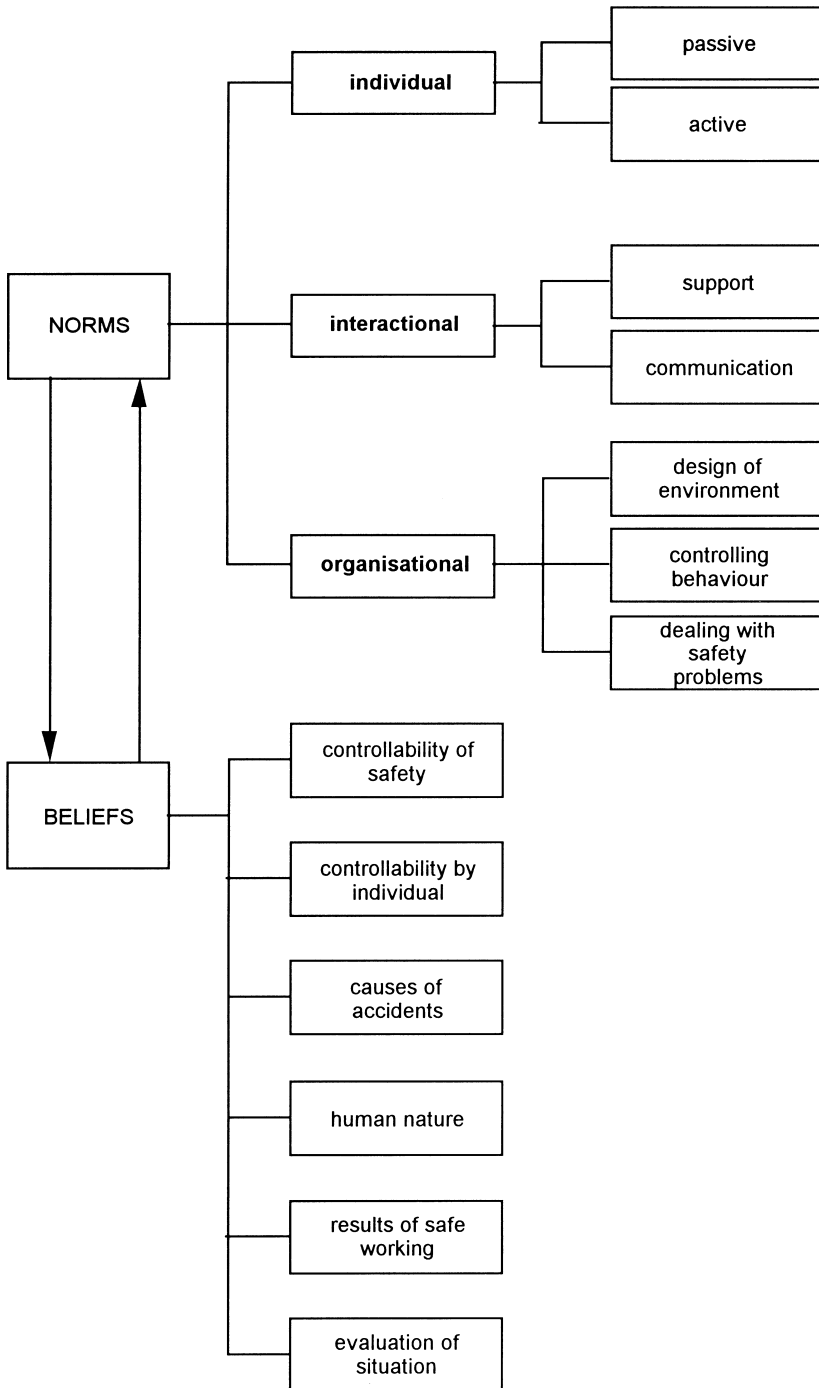 individual
passive
active
NORMS
interactional
support
communication
organisational
design of
environment
controlling
behaviour
dealing with
safety
problems
BELIEFS
controllability of
safety
controllability by
individual
causes of
accidents
human nature
results of safe
working
evaluation of
situation